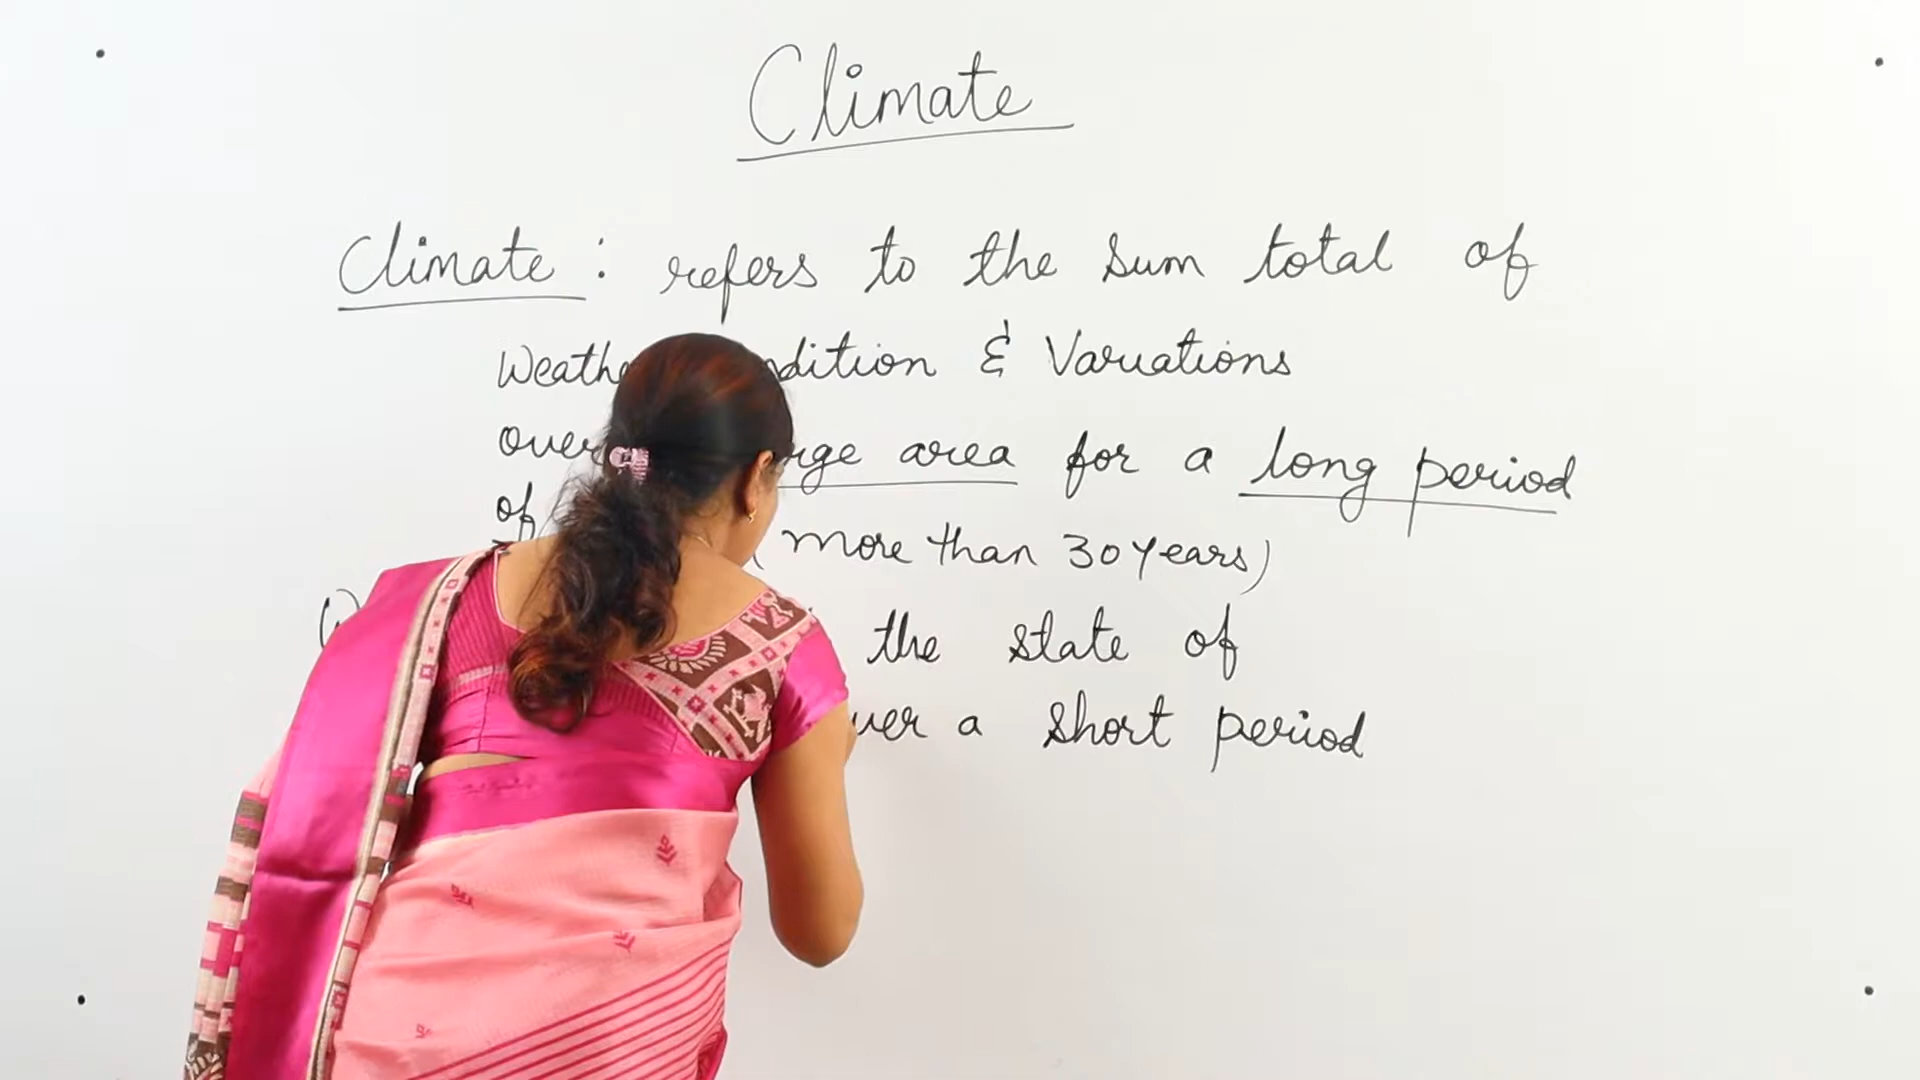 Climate
Climate : refers to the Sum total of
Weathe dition & Variations
over rge area for a long period
of (more than 30 years)
W the state of
ver a Short period